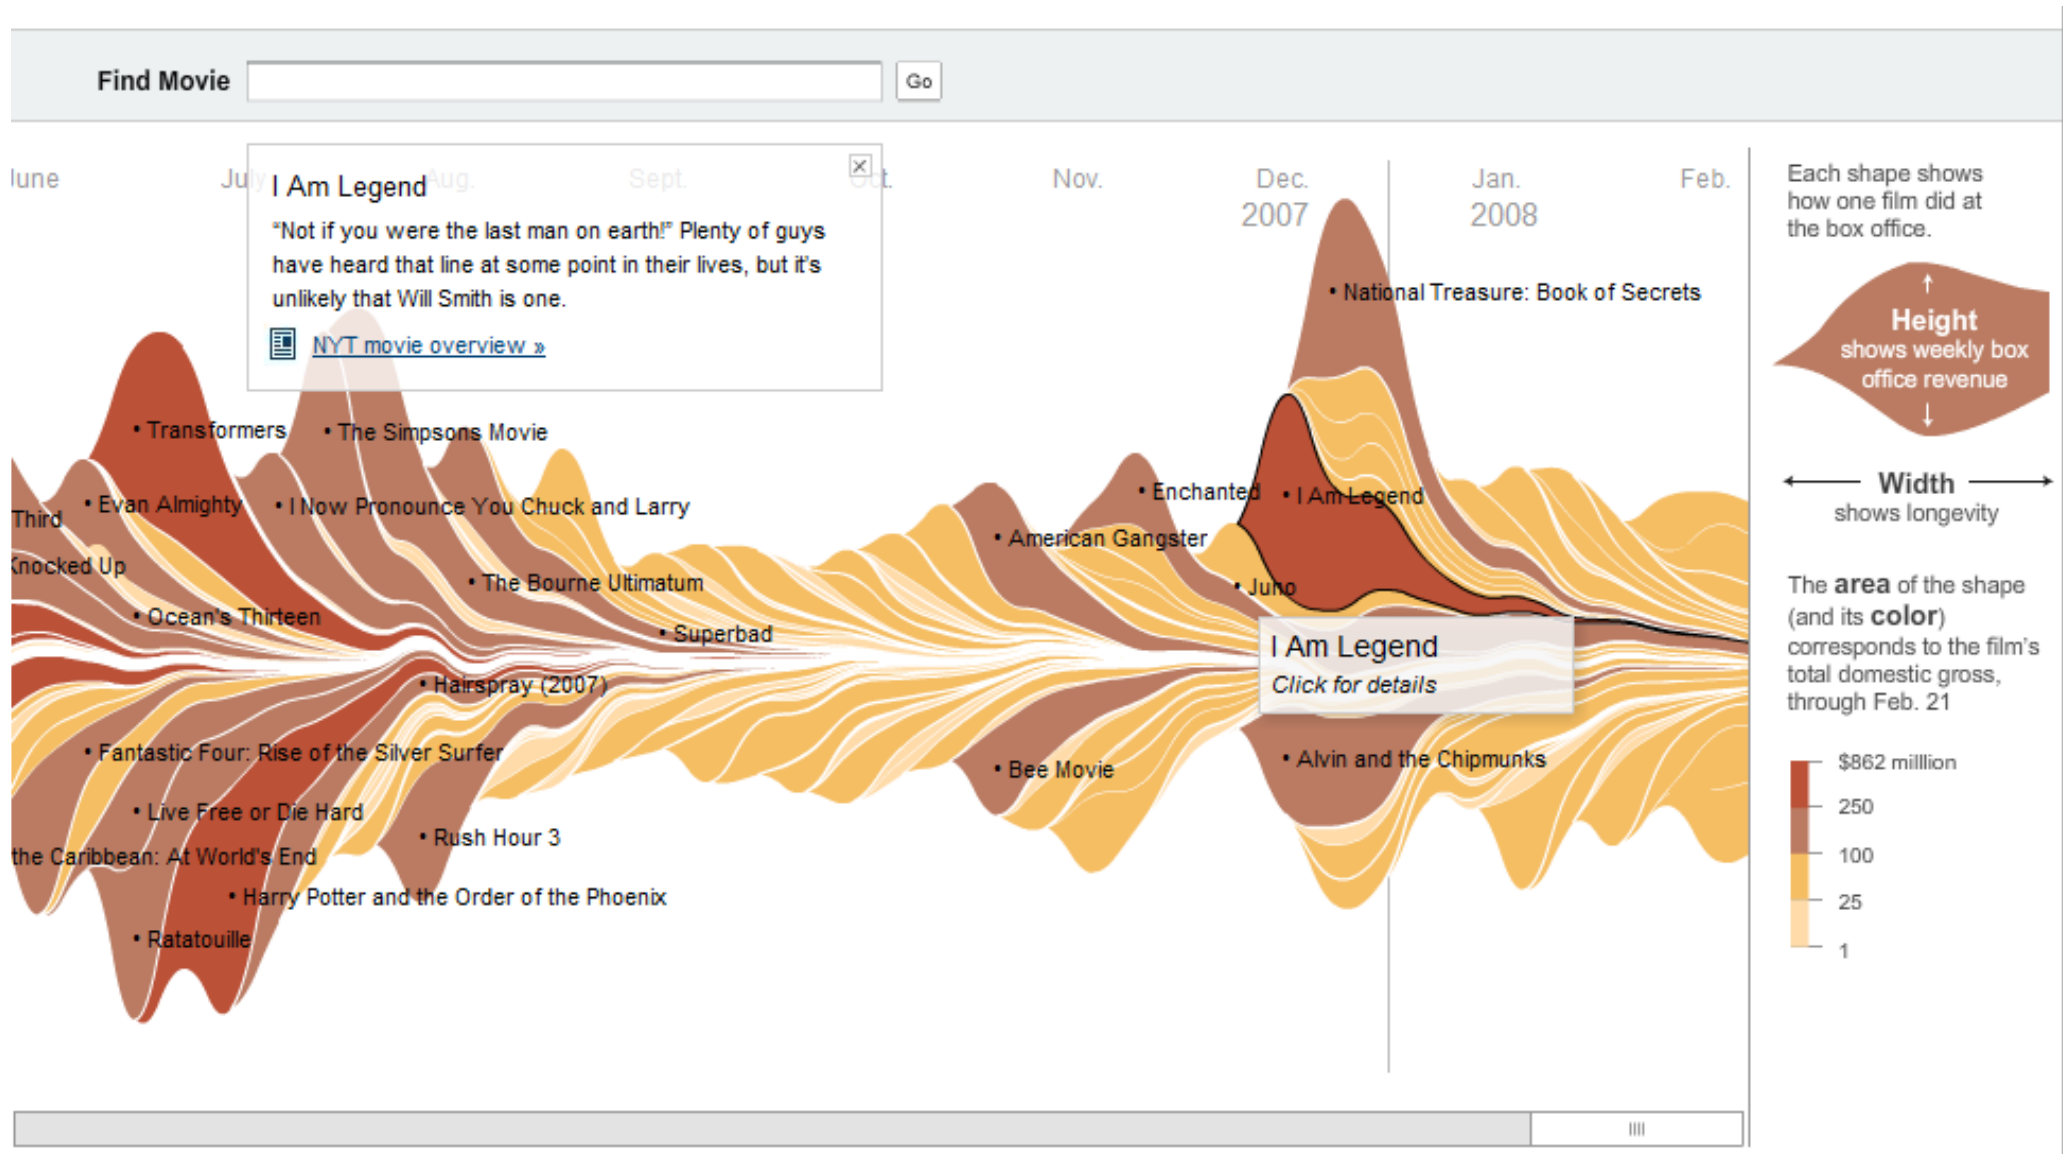 Find Movie
Go
June
July
Aug.
Sept.
Oct.
Nov.
Dec.
2007
Jan.
2008
Feb.
I Am Legend
“Not if you were the last man on earth!” Plenty of guys
have heard that line at some point in their lives, but it's
unlikely that Will Smith is one.
NYT movie overview »
• National Treasure: Book of Secrets
• Transformers
• The Simpsons Movie
• Enchanted
• I Am Legend
• Evan Almighty
• I Now Pronounce You Chuck and Larry
Third
• American Gangster
Knocked Up
• The Bourne Ultimatum
• Juno
• Ocean's Thirteen
• Superbad
I Am Legend
Click for details
• Hairspray (2007)
• Fantastic Four: Rise of the Silver Surfer
• Alvin and the Chipmunks
• Bee Movie
• Live Free or Die Hard
• Rush Hour 3
the Caribbean: At World's End
• Harry Potter and the Order of the Phoenix
• Ratatouille
Each shape shows
how one film did at
the box office.
Height
shows weekly box
office revenue
Width
shows longevity
The area of the shape
(and its color)
corresponds to the film's
total domestic gross,
through Feb. 21
$862 milllion
250
100
25
1